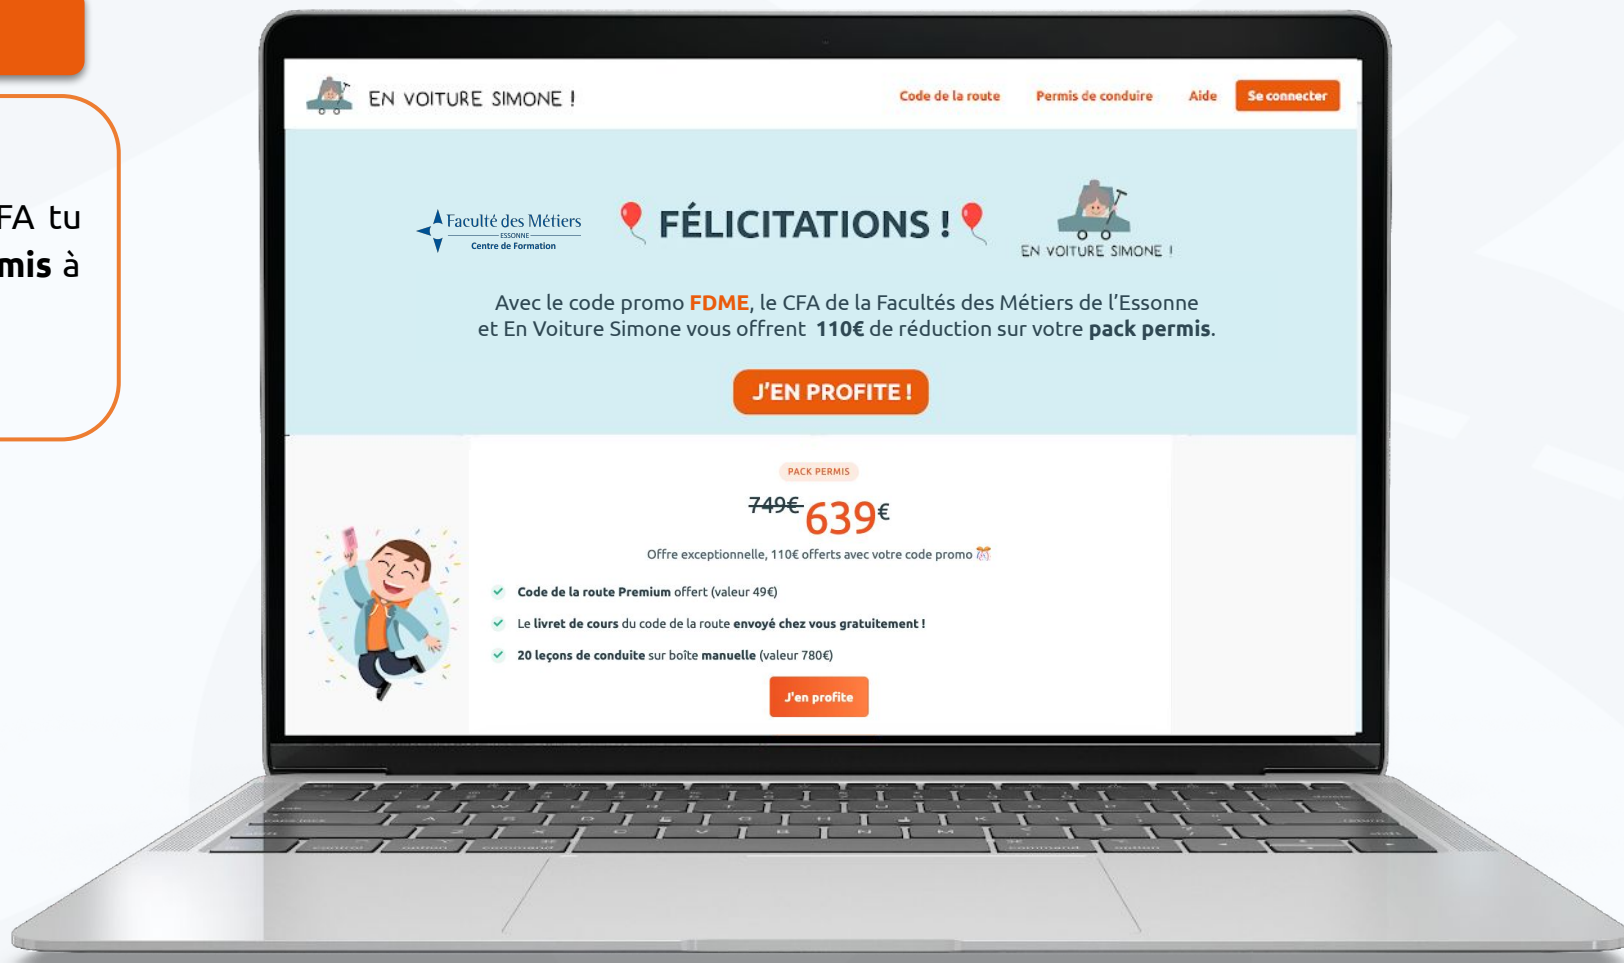 FA tu
mis à
EN VOITURE SIMONE !
Code de la route Permis de conduire Aide Se connecter
Faculté des Métiers
ESSONNE
Centre de Formation
FÉLICITATIONS !
EN VOITURE SIMONE !
Avec le code promo FDME, le CFA de la Facultés des Métiers de l'Essonne
et En Voiture Simone vous offrent 110€ de réduction sur votre pack permis.
J'EN PROFITE !
PACK PERMIS
749€ 639€
Offre exceptionnelle, 110€ offerts avec votre code promo
Code de la route Premium offert (valeur 49€)
Le livret de cours du code de la route envoyé chez vous gratuitement !
20 leçons de conduite sur boîte manuelle (valeur 780€)
J'en profite